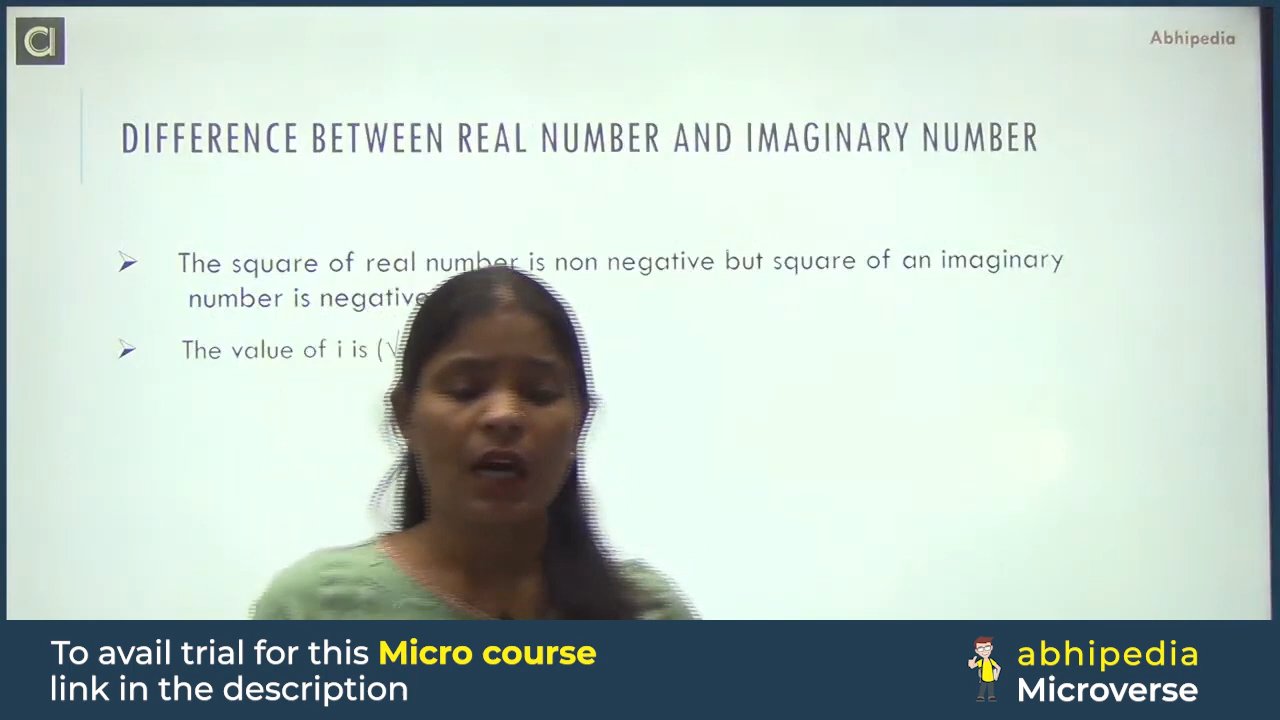 Abhipedia
DIFFERENCE BETWEEN REAL NUMBER AND IMAGINARY NUMBER
The square of real number is non negative but square of an imaginary
number is negative
The value of i is (√
To avail trial for this Micro course
link in the description
abhipedia
Microverse